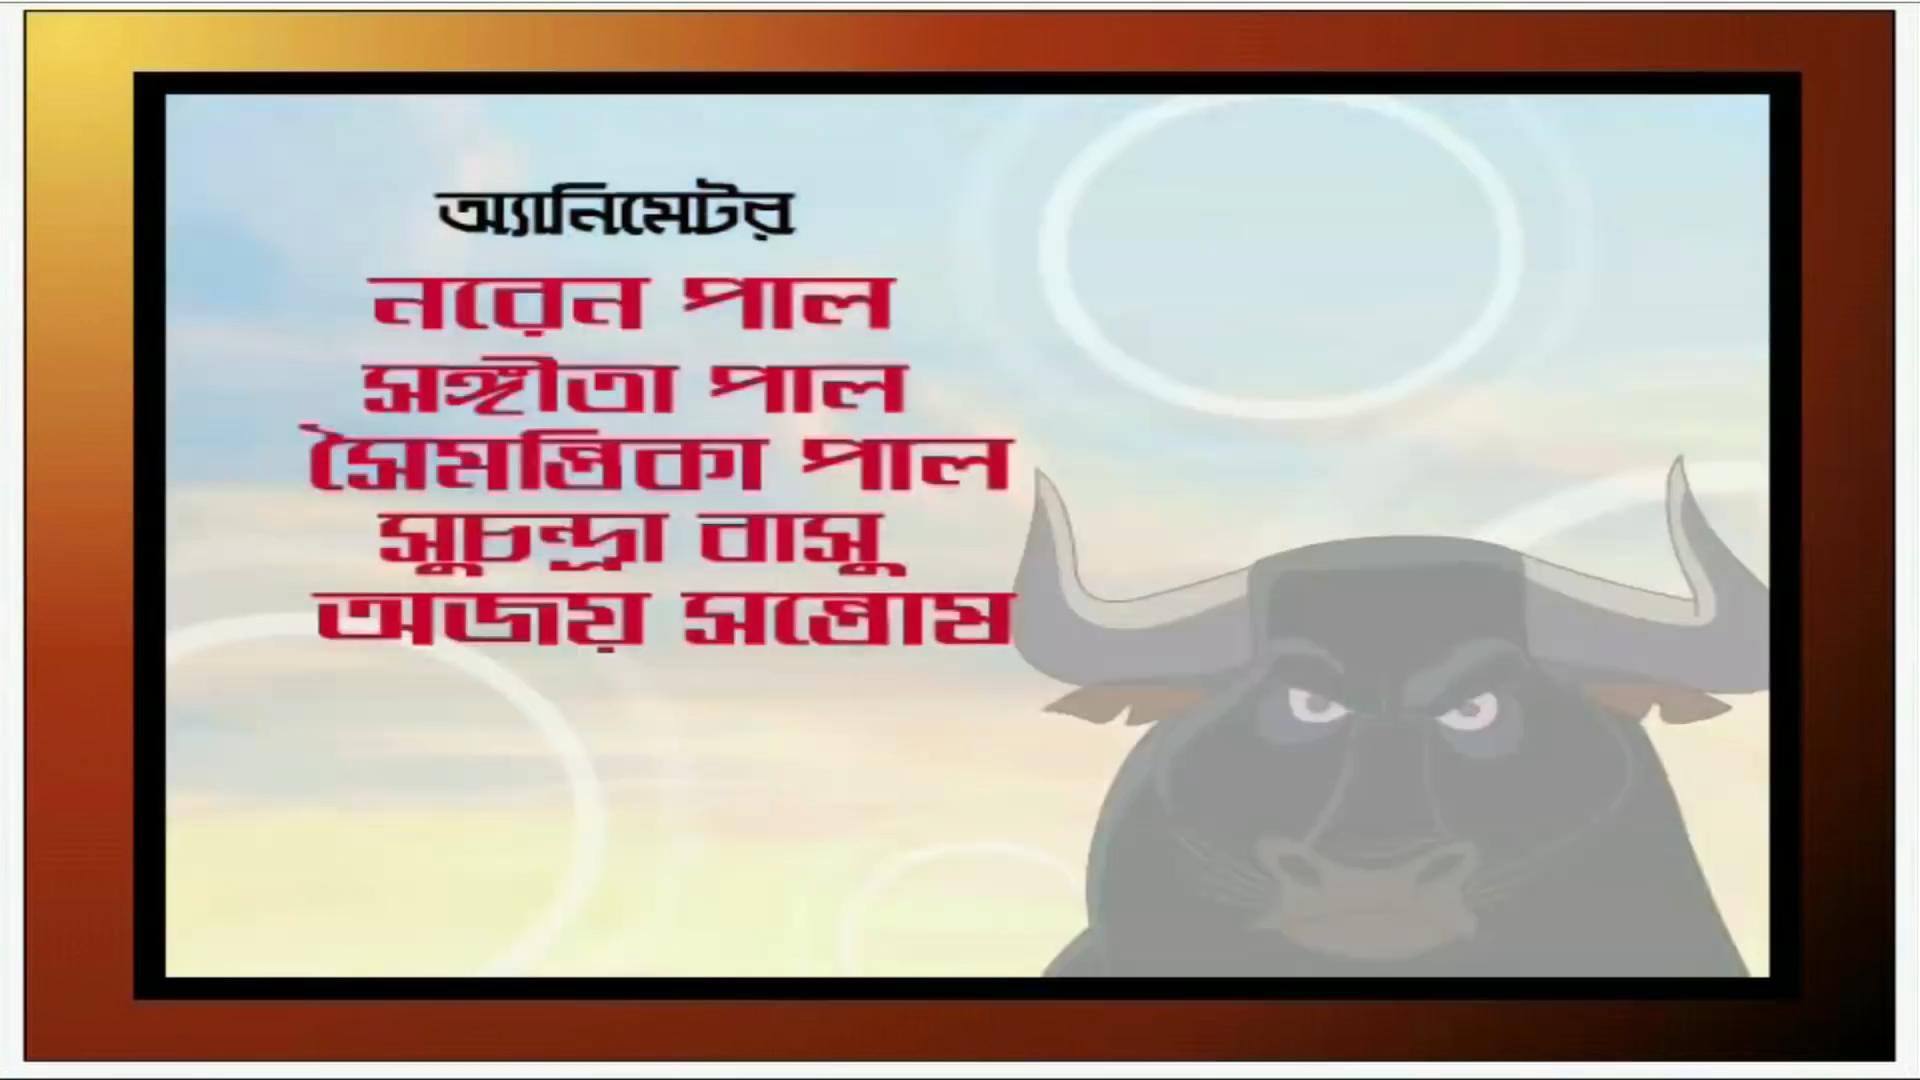 অ্যানিমেটর
নরেন পাল
সঙ্গীতা পাল
সৈমন্তিকা পাল
সুচন্দ্রা বাসু
অজয় সন্তোষ